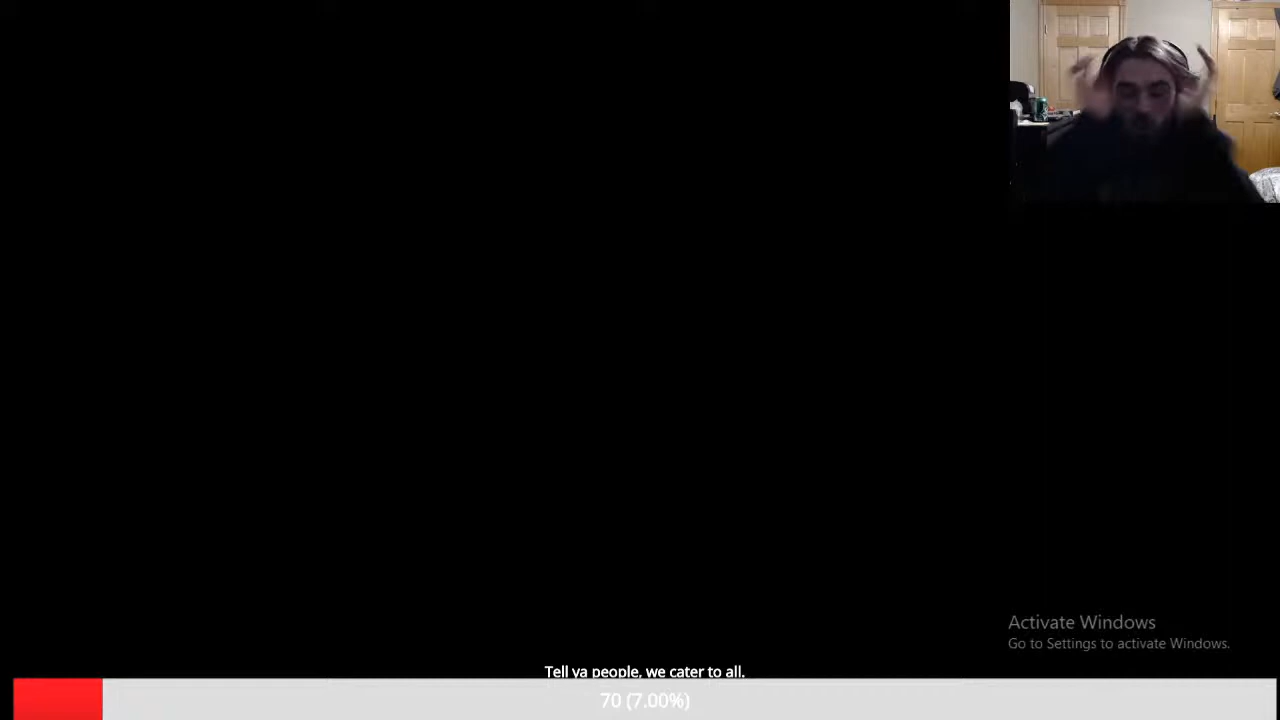 Activate Windows
Go to Settings to activate Windows.
Tell ya people, we cater to all.
70 (7.00%)